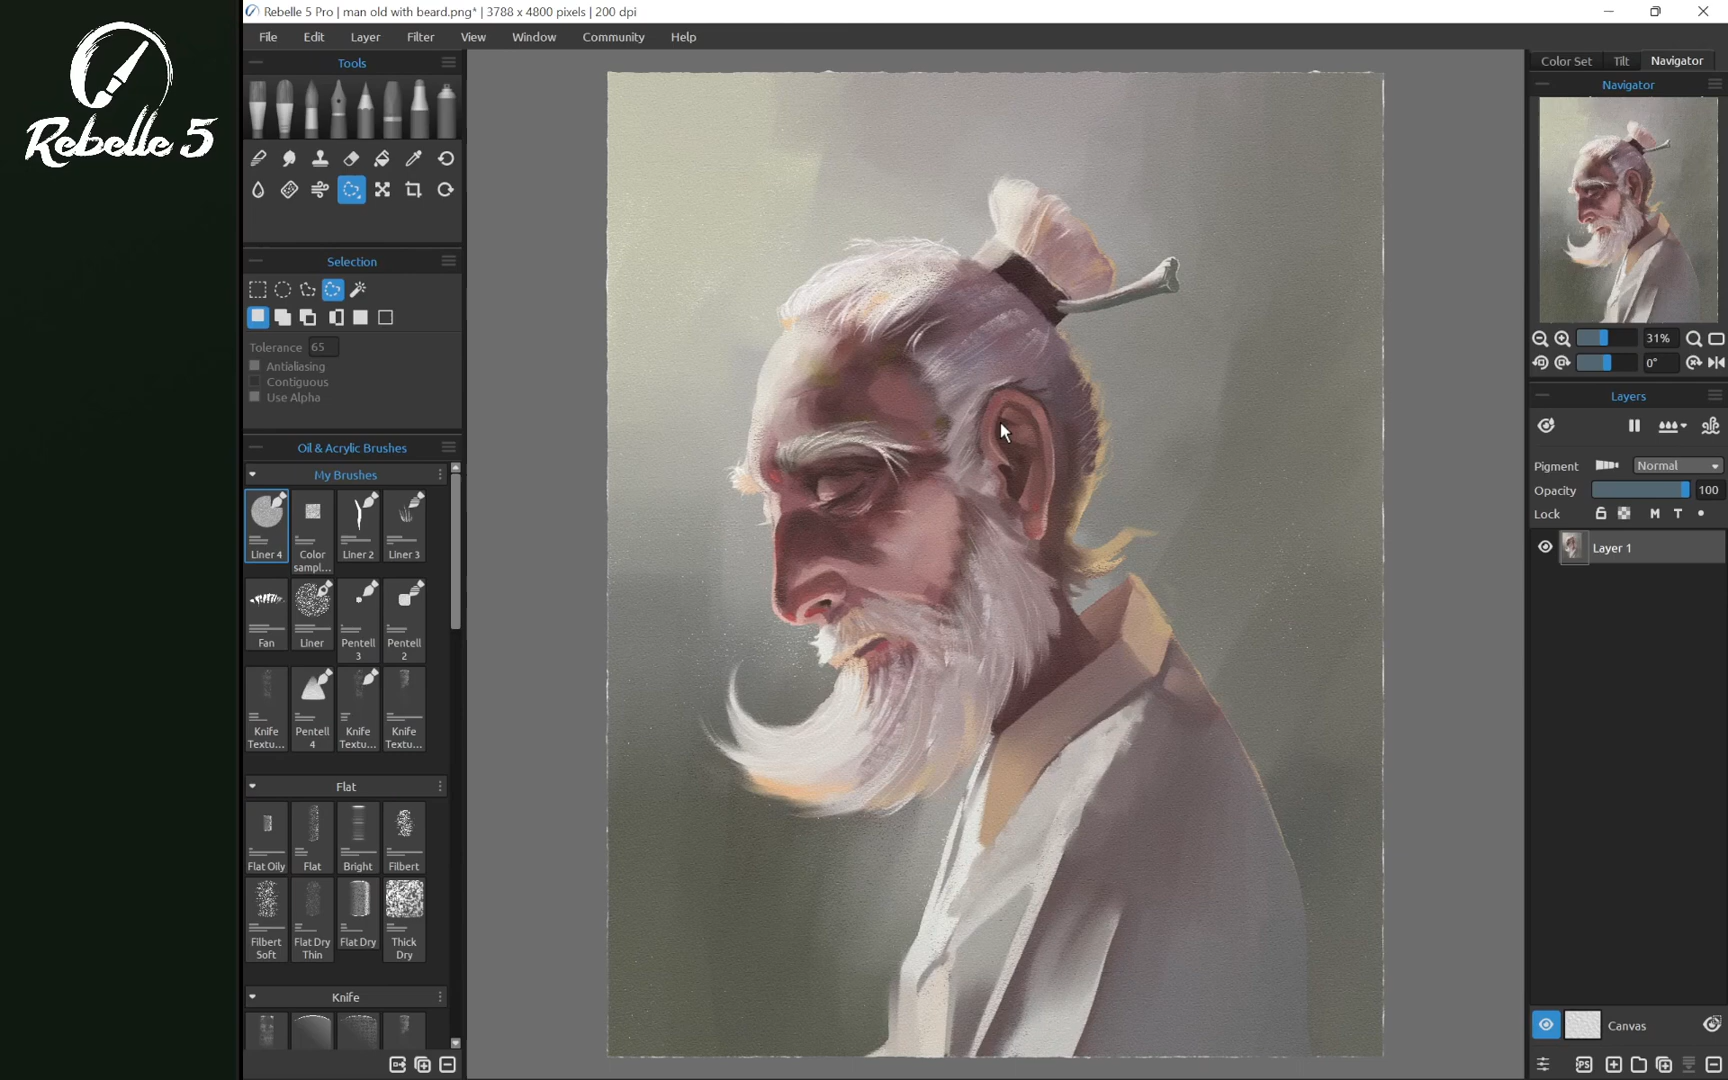 Rebelle 5
Rebelle 5 Pro | man old with beard.png* | 3788 x 4800 pixels | 200 dpi
File Edit Layer Filter View Window Community Help
Tools
Selection
Tolerance 65
Antialiasing
Contiguous
Use Alpha
Oil & Acrylic Brushes
My Brushes
Liner 4 Color sampl... Liner 2 Liner 3
Fan Liner Pentell 3 Pentell 2
Knife Textu... Pentell 4 Knife Textu... Knife Textu...
Flat
Flat Oily Flat Bright Filbert
Filbert Soft Flat Dry Thin Flat Dry Thick Dry
Knife
Color Set Tilt Navigator
Navigator
31%
0°
Layers
Pigment Normal
Opacity 100
Lock M T
Layer 1
Canvas
PS